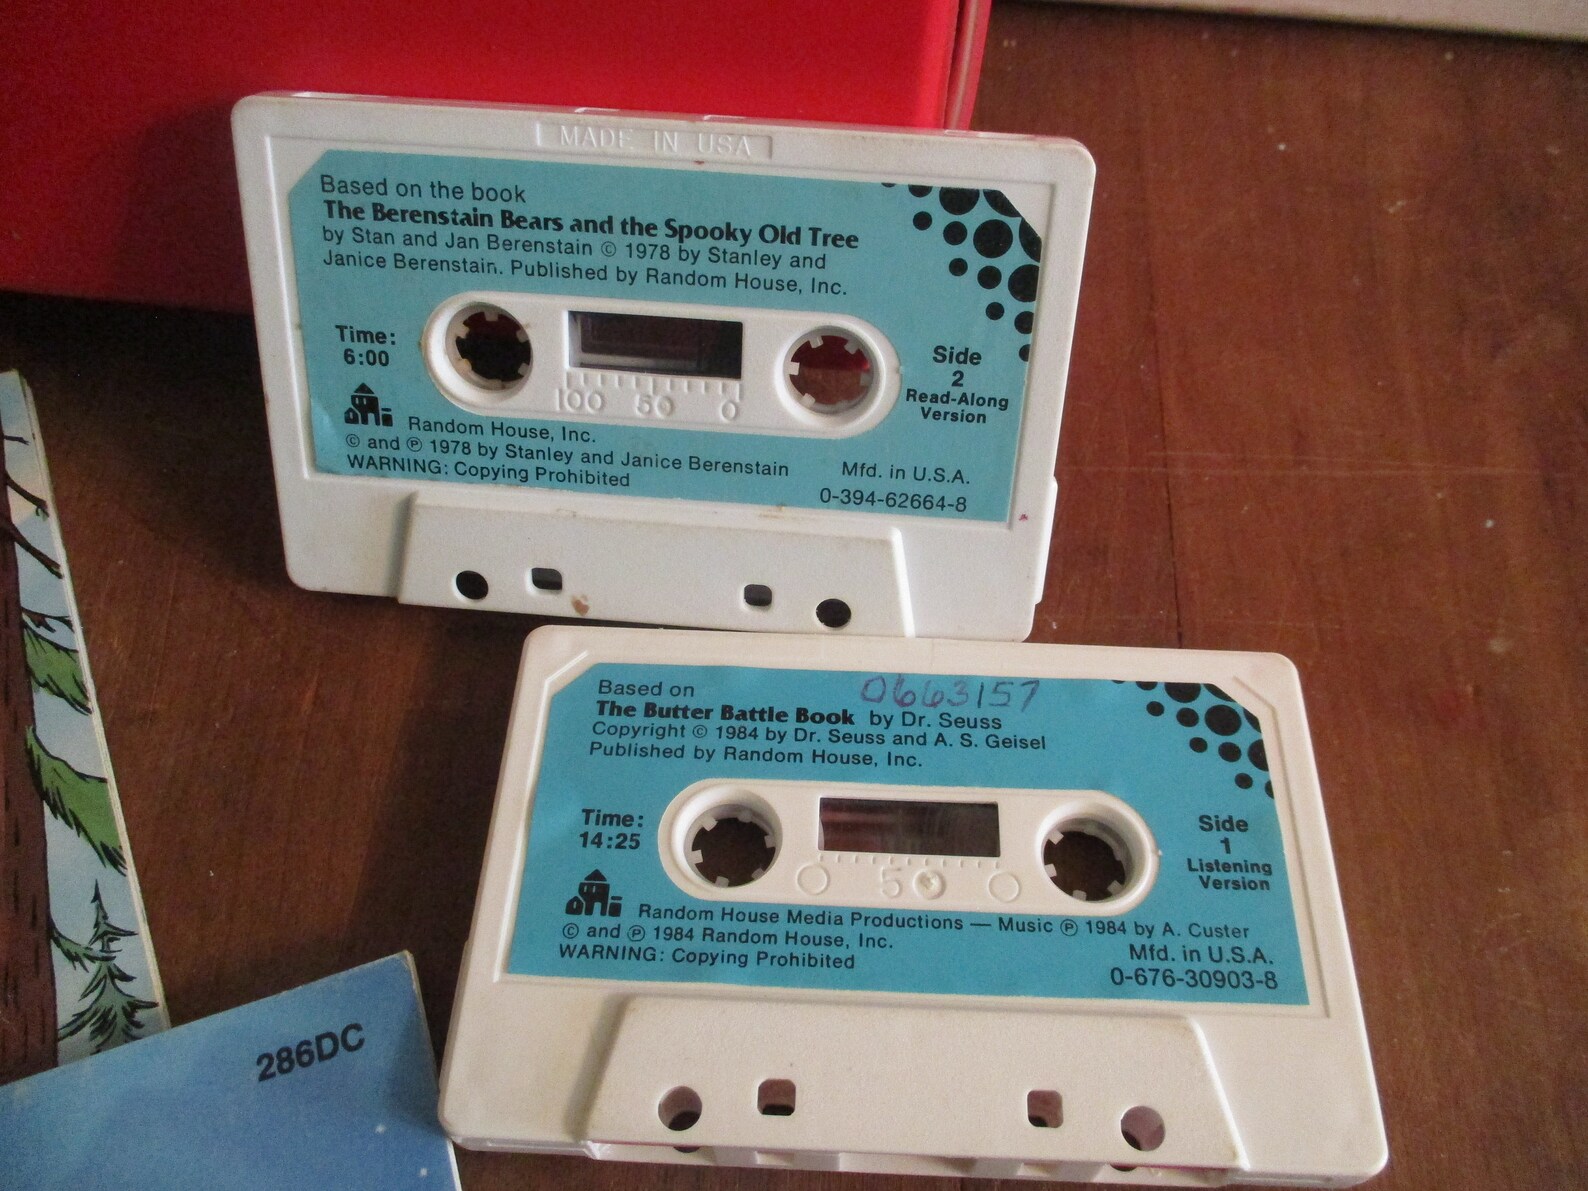 MADE IN USA
Based on the book
The Berenstain Bears and the Spooky Old Tree
by Stan and Jan Berenstain © 1978 by Stanley and
Janice Berenstain. Published by Random House, Inc.
Time:
6:00
100 50 0
Side
2
Read-Along
Version
Random House, Inc.
© and ℗ 1978 by Stanley and Janice Berenstain
WARNING: Copying Prohibited
Mfd. in U.S.A.
0-394-62664-8
Based on
0663157
The Butter Battle Book by Dr. Seuss
Copyright © 1984 by Dr. Seuss and A. S. Geisel
Published by Random House, Inc.
Time:
14:25
0 50 0
Side
1
Listening
Version
Random House Media Productions — Music ℗ 1984 by A. Custer
© and ℗ 1984 Random House, Inc.
WARNING: Copying Prohibited
Mfd. in U.S.A.
0-676-30903-8
286DC